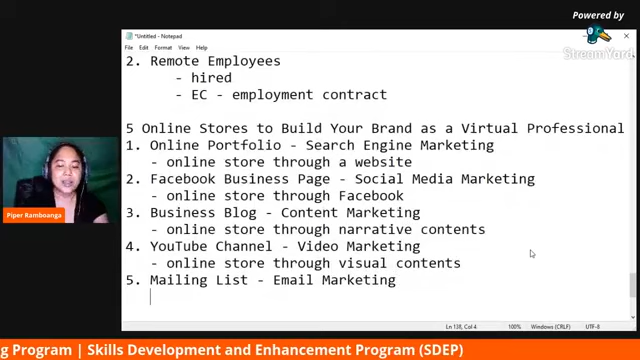 Powered by
StreamYard
*Untitled - Notepad
File Edit Format View Help
2. Remote Employees
- hired
- EC - employment contract
5 Online Stores to Build Your Brand as a Virtual Professional
1. Online Portfolio - Search Engine Marketing
- online store through a website
2. Facebook Business Page - Social Media Marketing
- online store through Facebook
3. Business Blog - Content Marketing
- online store through narrative contents
4. YouTube Channel - Video Marketing
- online store through visual contents
5. Mailing List - Email Marketing
Piper Ramboanga
Ln 138, Col 4 100% Windows (CRLF) UTF-8
g Program | Skills Development and Enhancement Program (SDEP)